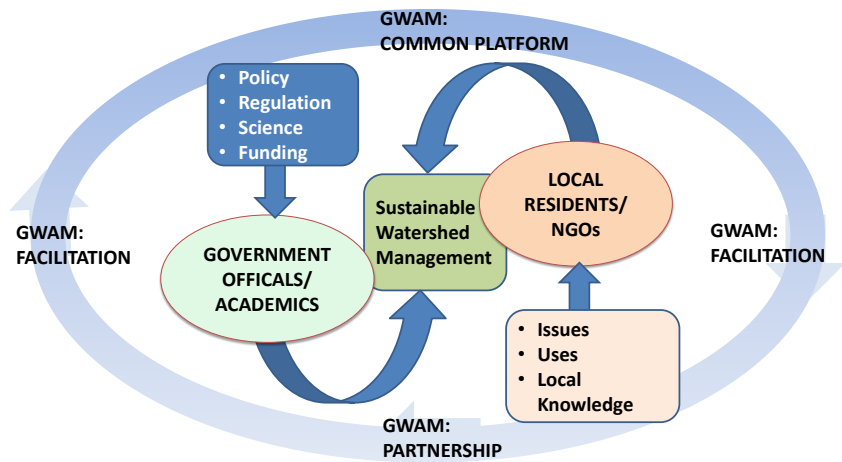 GWAM:
COMMON PLATFORM
• Policy
• Regulation
• Science
• Funding
LOCAL
RESIDENTS/
NGOs
Sustainable
Watershed
Management
GWAM:
FACILITATION
GOVERNMENT
OFFICALS/
ACADEMICS
GWAM:
FACILITATION
• Issues
• Uses
• Local
Knowledge
GWAM:
PARTNERSHIP